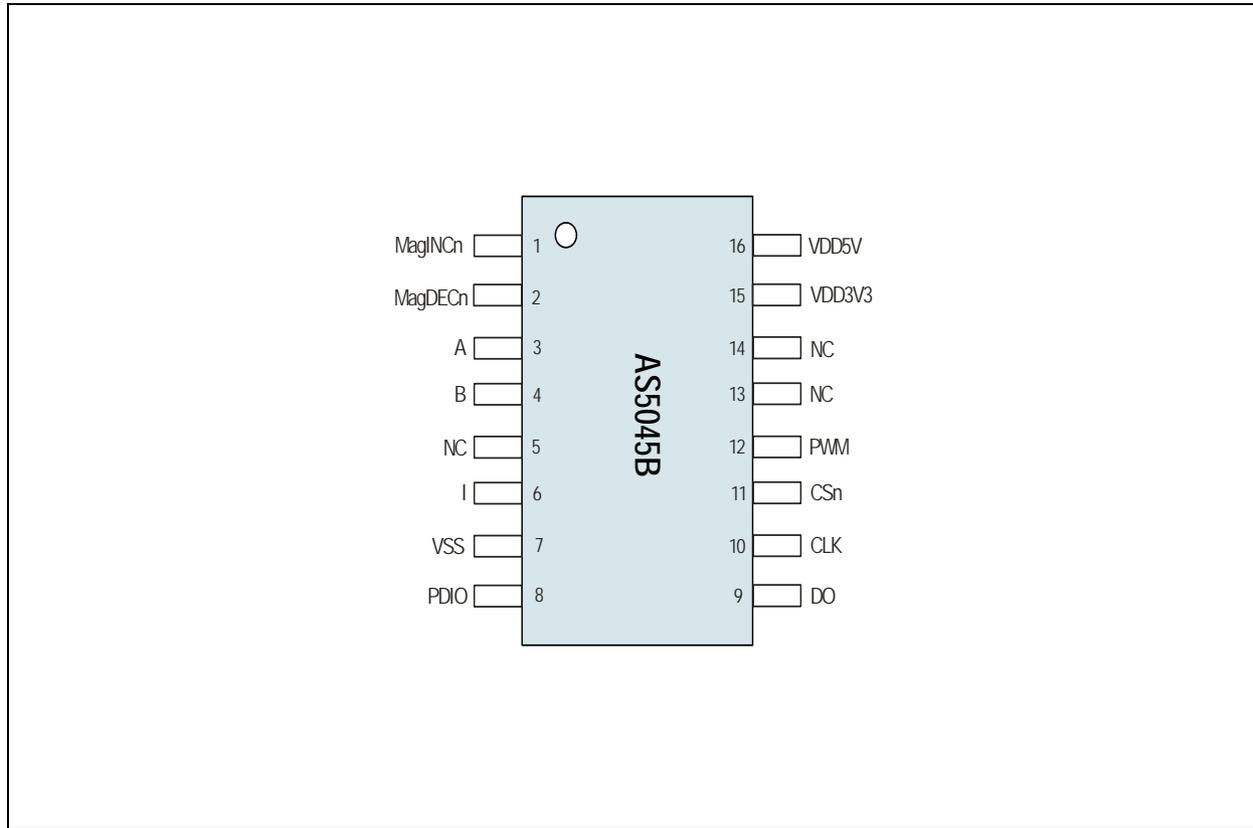 MagINCn 1 16 VDD5V
MagDECn 2 15 VDD3V3
A 3 14 NC
B 4 13 NC
NC 5 12 PWM
I 6 11 CSn
VSS 7 10 CLK
PDIO 8 9 DO
AS5045B